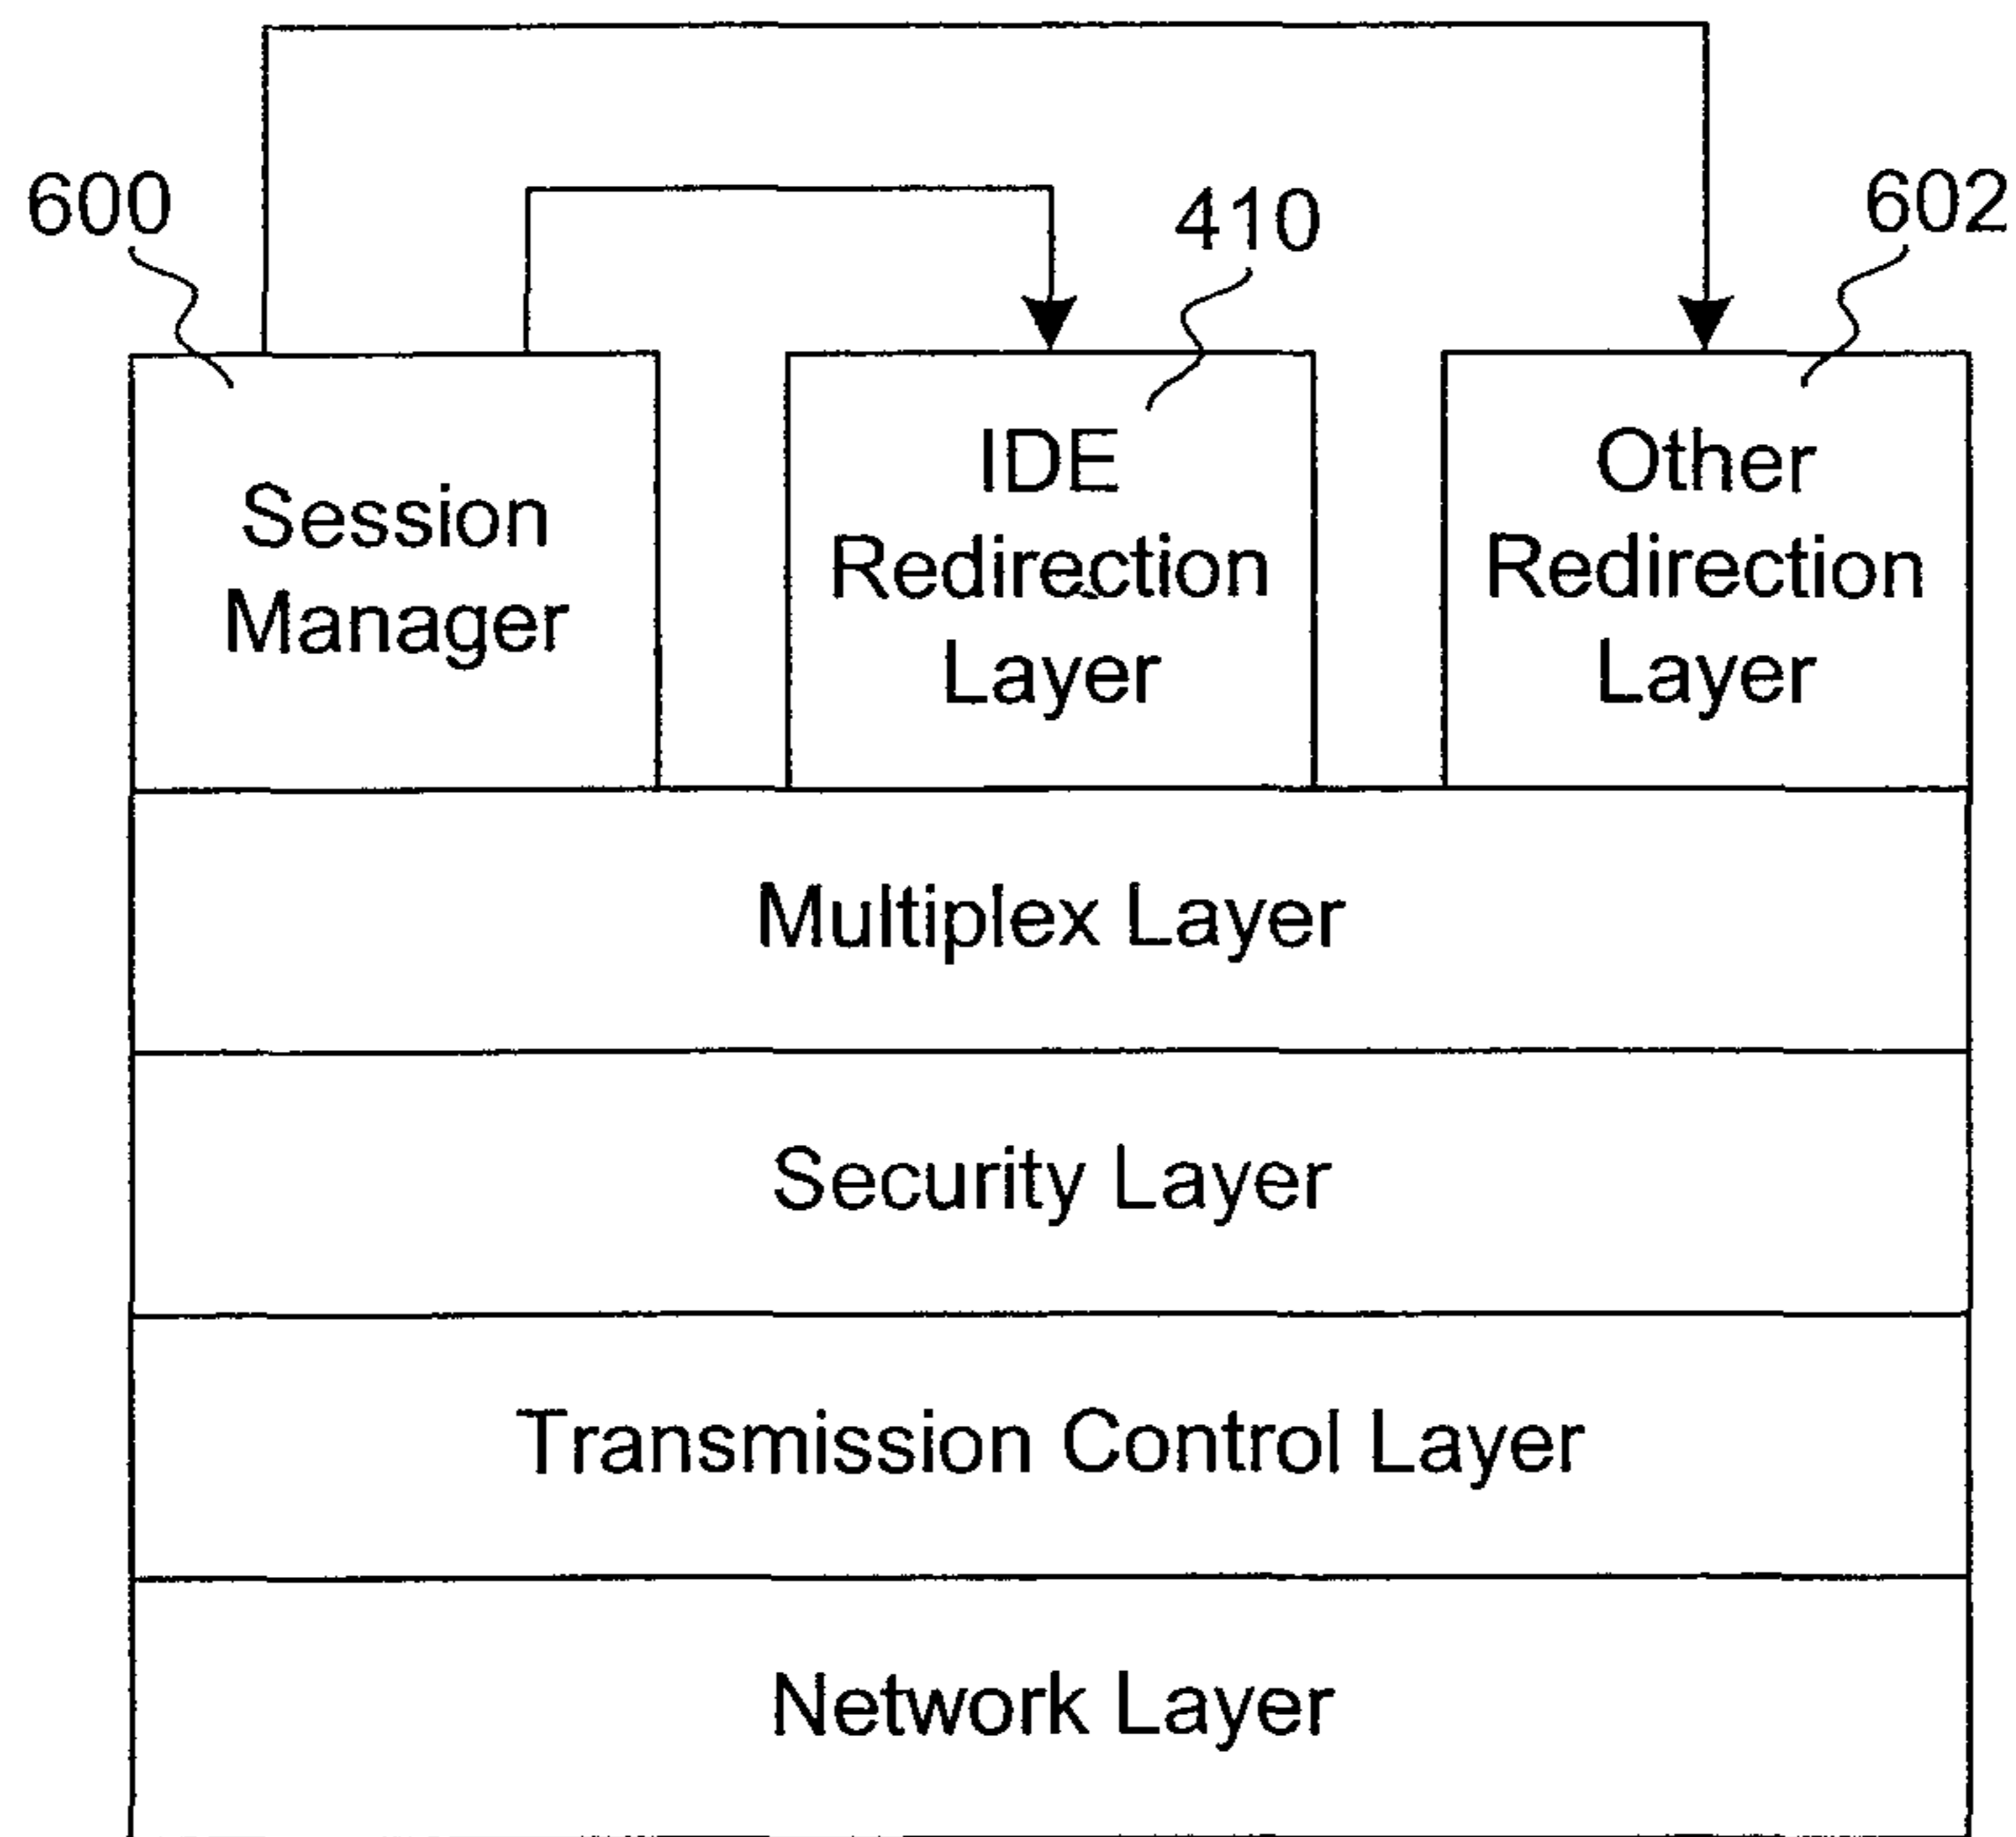 600
410
602
Session
Manager
IDE
Redirection
Layer
Other
Redirection
Layer
Multiplex Layer
Security Layer
Transmission Control Layer
Network Layer